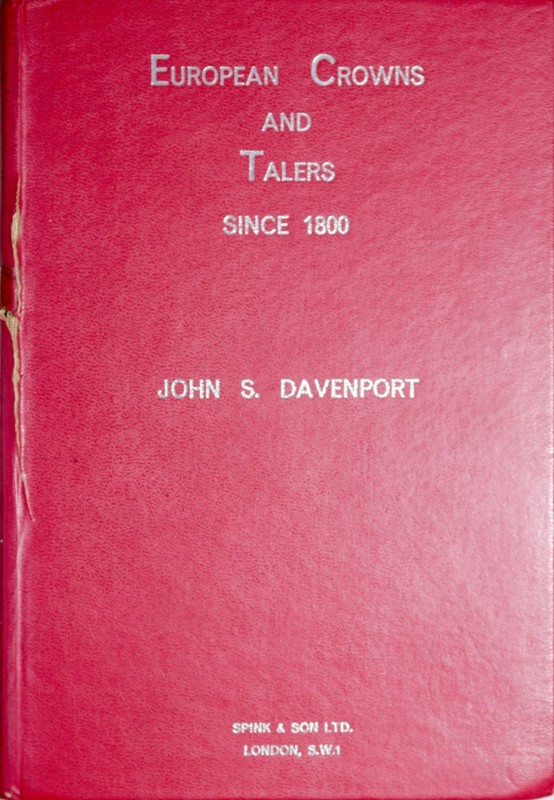 EUROPEAN CROWNS
AND
TALERS
SINCE 1800
JOHN S. DAVENPORT
SPINK & SON LTD.
LONDON, S.W.1